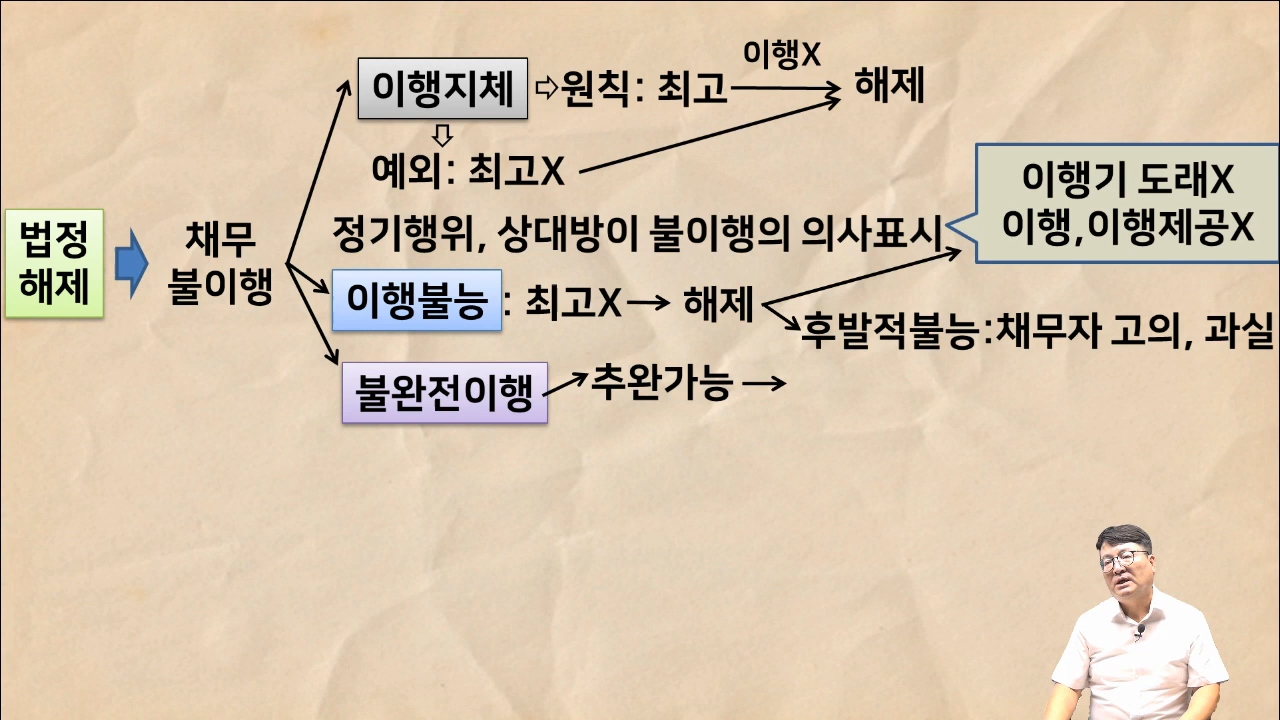 이행X
이행지체 ⇨원칙: 최고 해제
예외: 최고X
이행기 도래X
이행,이행제공X
정기행위, 상대방이 불이행의 의사표시
법정
해제
채무
불이행
이행불능 : 최고X 해제
후발적불능:채무자 고의, 과실
불완전이행 추완가능